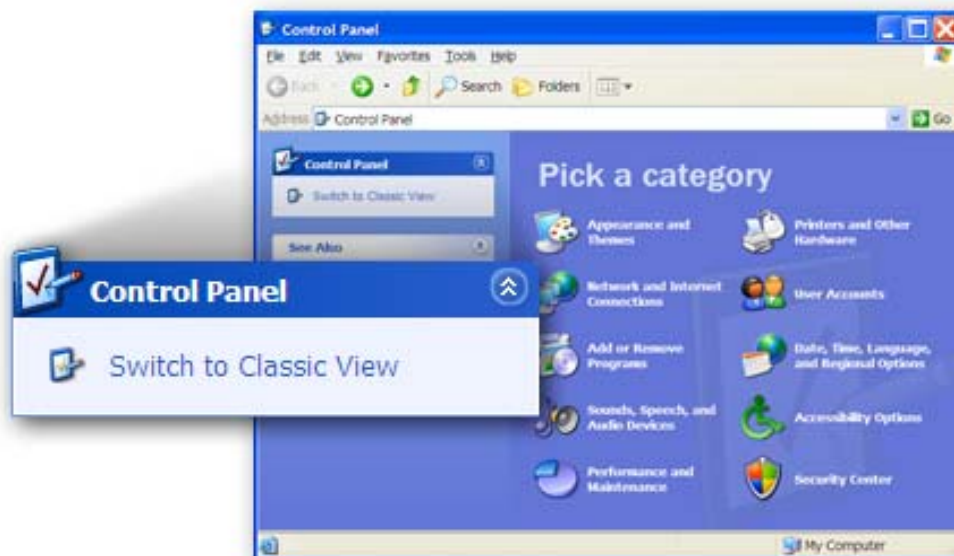 Control Panel
File Edit View Favorites Tools Help
Back Search Folders
Address Control Panel Go
Control Panel
Switch to Classic View
See Also
Control Panel
Switch to Classic View
Pick a category
Appearance and
Themes
Printers and Other
Hardware
Network and Internet
Connections
User Accounts
Add or Remove
Programs
Date, Time, Language,
and Regional Options
Sounds, Speech, and
Audio Devices
Accessibility Options
Performance and
Maintenance
Security Center
My Computer